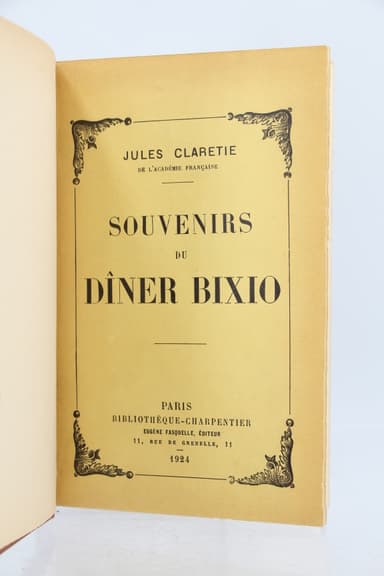 JULES CLARETIE
DE L'ACADÉMIE FRANÇAISE
SOUVENIRS
DU
DÎNER BIXIO
PARIS
BIBLIOTHÈQUE-CHARPENTIER
EUGÈNE FASQUELLE, ÉDITEUR
11, RUE DE GRENELLE, 11
1924